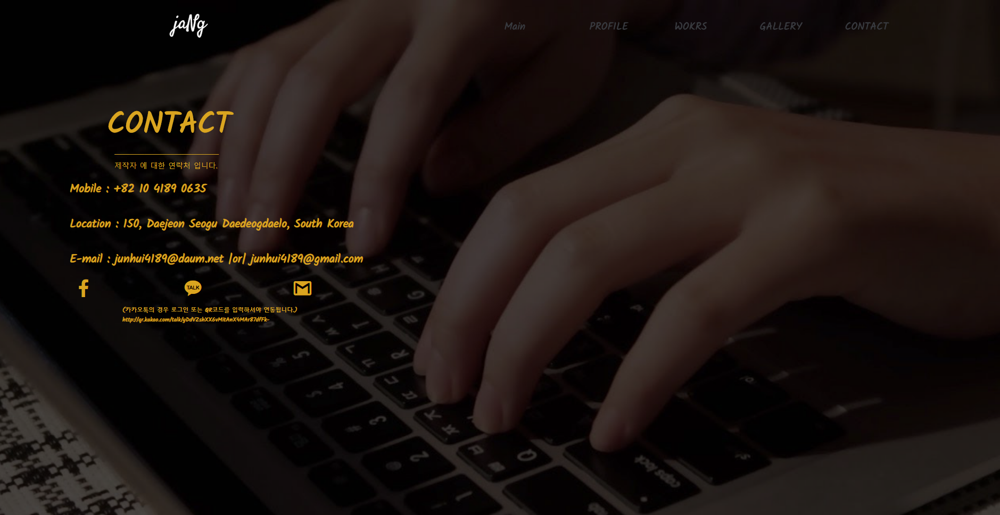 jaNg
Main PROFILE WOKRS GALLERY CONTACT
CONTACT
제작자 에 대한 연락처 입니다.
Mobile : +82 10 4189 0635
Location : 150, Daejeon Seogu Daedeogdaelo, South Korea
E-mail : junhui4189@daum.net |or| junhui4189@gmail.com
TALK
(카카오톡의 경우 로그인 또는 QR코드를 입력하셔야 연동됩니다.)
http://qr.kakao.com/talk/yDdVZshXX6vMitAnX4MAr87dfFk-
caps lock